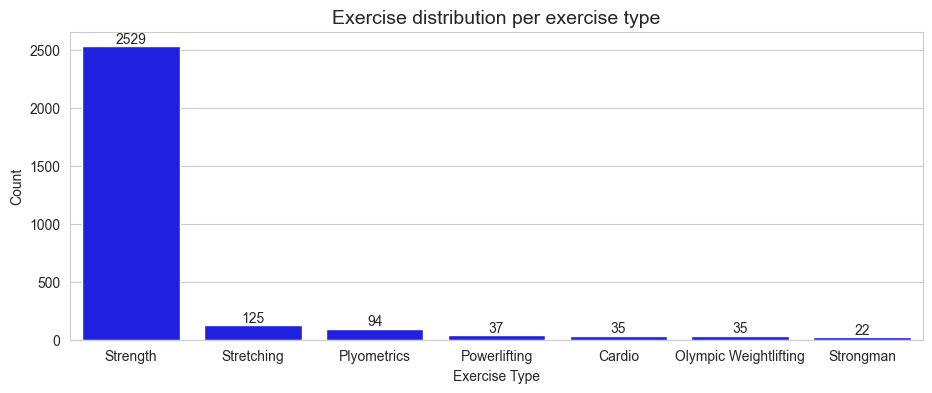 Exercise distribution per exercise type
2529
125
94
37
35
35
22
2500
2000
1500
1000
500
0
Count
Strength
Stretching
Plyometrics
Powerlifting
Cardio
Olympic Weightlifting
Strongman
Exercise Type